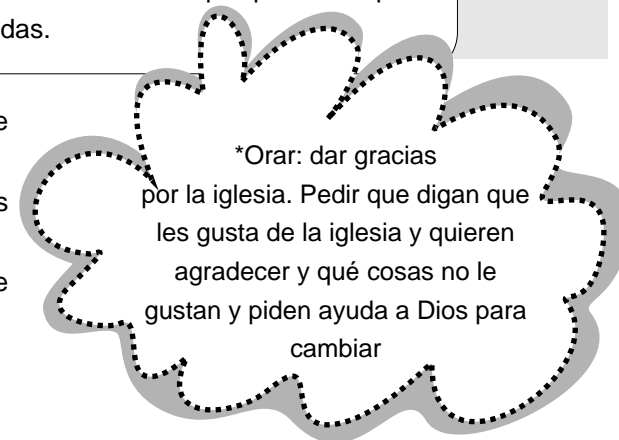 das.
e
s
e
*Orar: dar gracias
por la iglesia. Pedir que digan que
les gusta de la iglesia y quieren
agradecer y qué cosas no le
gustan y piden ayuda a Dios para
cambiar